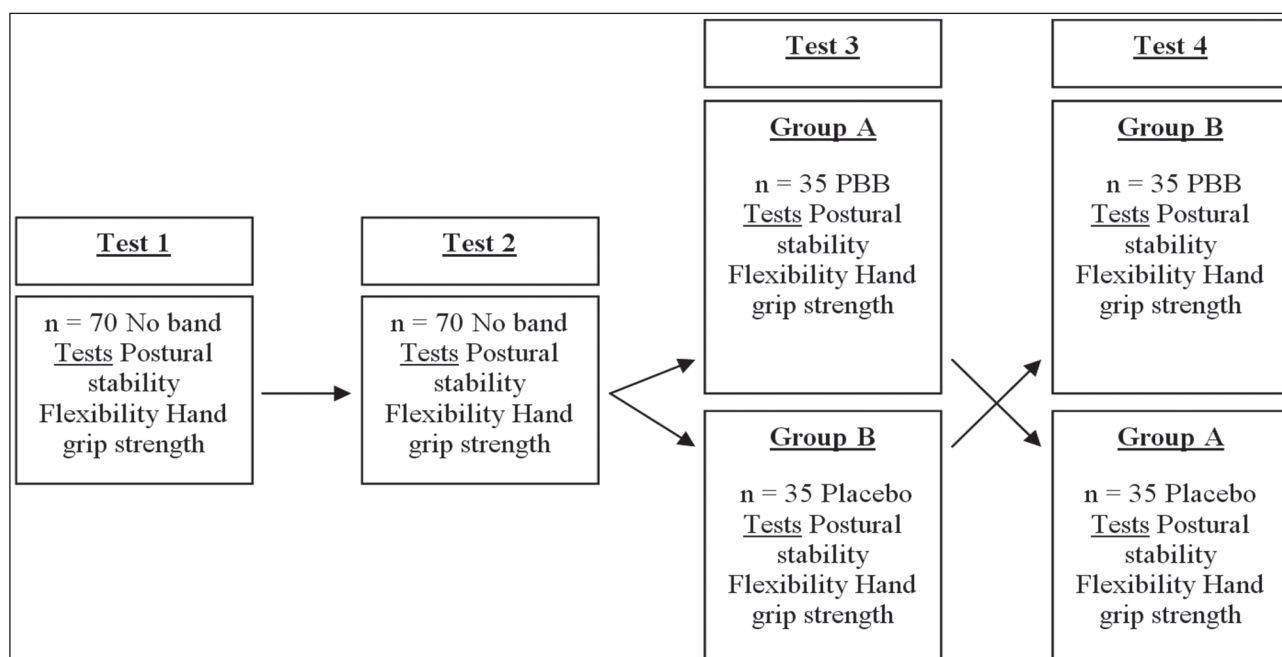 Test 1
n = 70 No band
Tests Postural
stability
Flexibility Hand
grip strength
Test 2
n = 70 No band
Tests Postural
stability
Flexibility Hand
grip strength
Test 3
Group A
n = 35 PBB
Tests Postural
stability
Flexibility Hand
grip strength
Group B
n = 35 Placebo
Tests Postural
stability
Flexibility Hand
grip strength
Test 4
Group B
n = 35 PBB
Tests Postural
stability
Flexibility Hand
grip strength
Group A
n = 35 Placebo
Tests Postural
stability
Flexibility Hand
grip strength